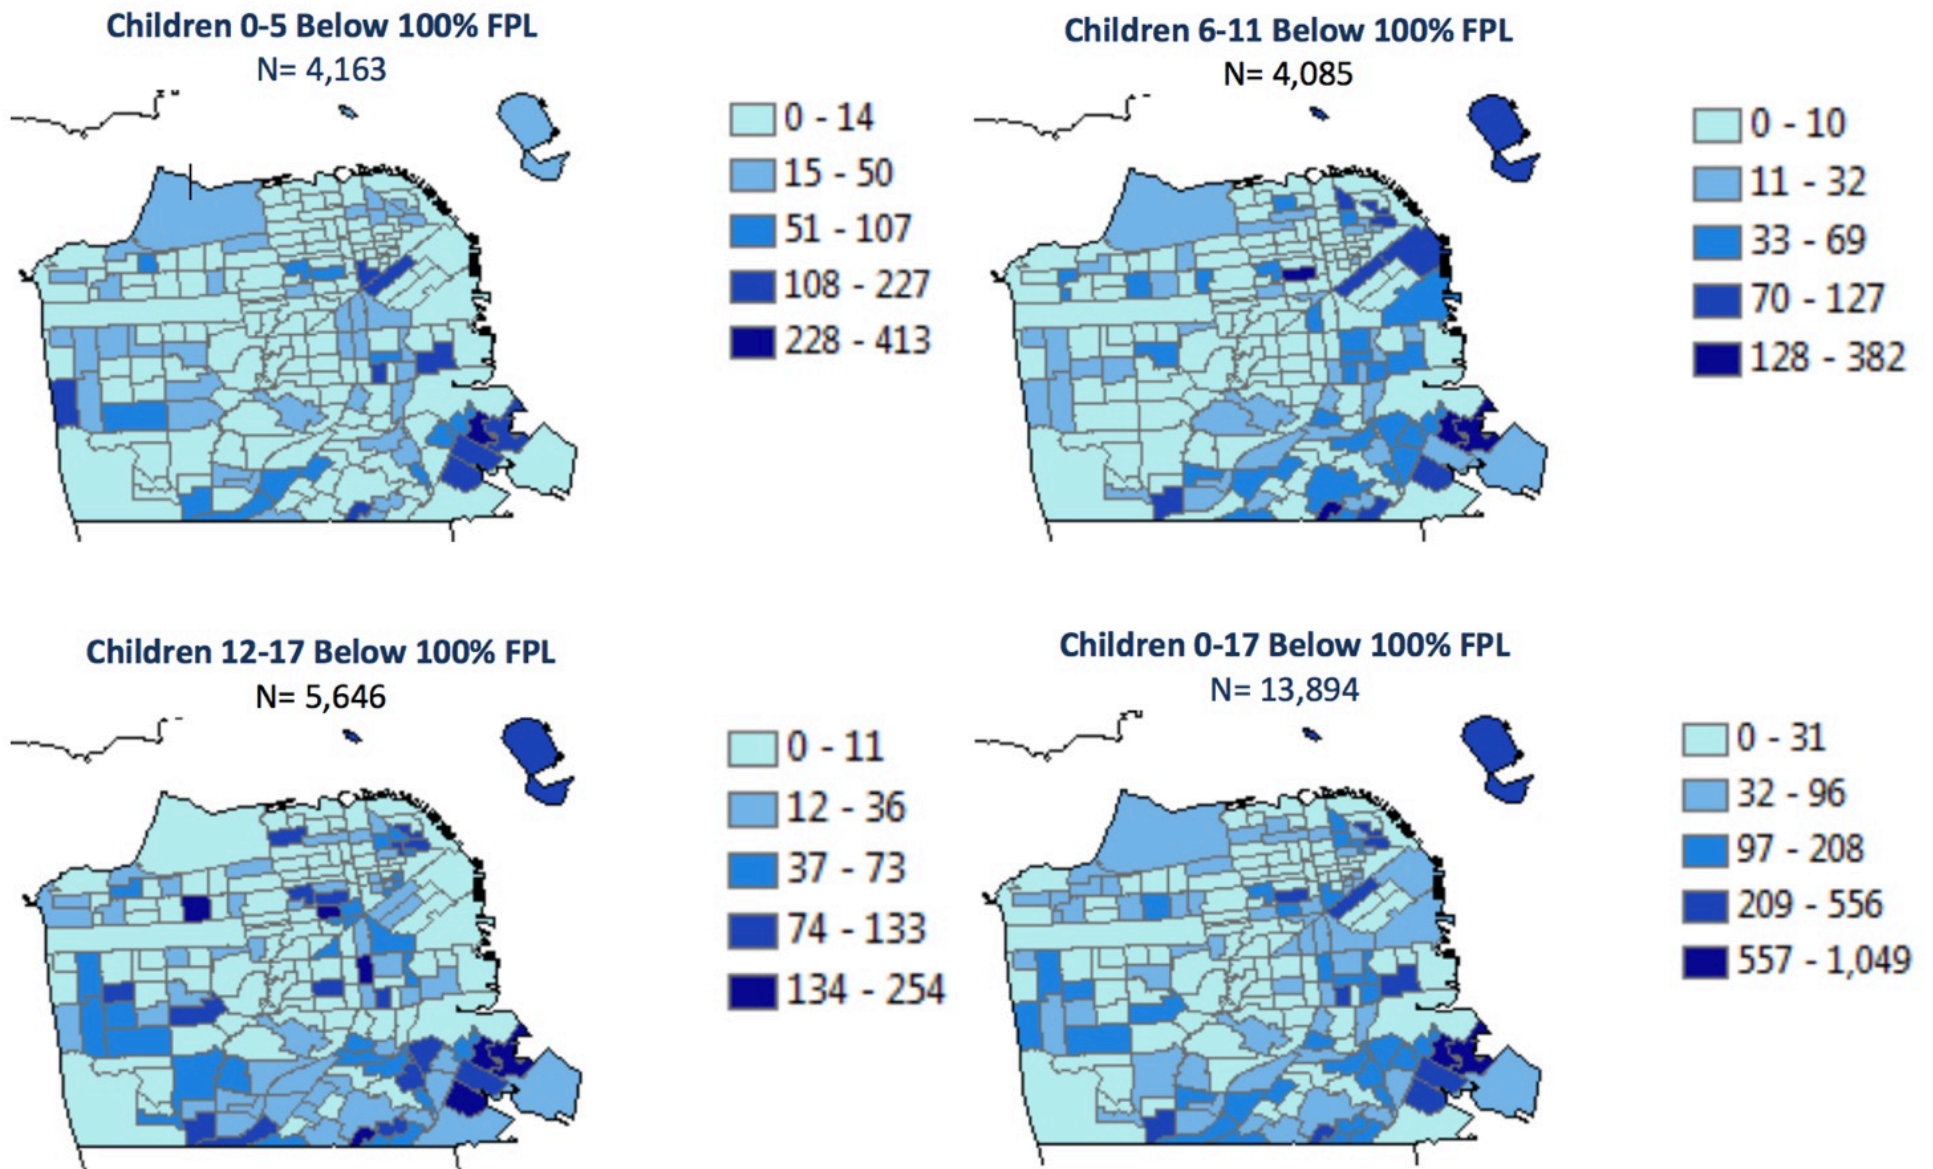 Children 0-5 Below 100% FPL
N= 4,163
0 - 14
15 - 50
51 - 107
108 - 227
228 - 413
Children 6-11 Below 100% FPL
N= 4,085
0 - 10
11 - 32
33 - 69
70 - 127
128 - 382
Children 12-17 Below 100% FPL
N= 5,646
0 - 11
12 - 36
37 - 73
74 - 133
134 - 254
Children 0-17 Below 100% FPL
N= 13,894
0 - 31
32 - 96
97 - 208
209 - 556
557 - 1,049